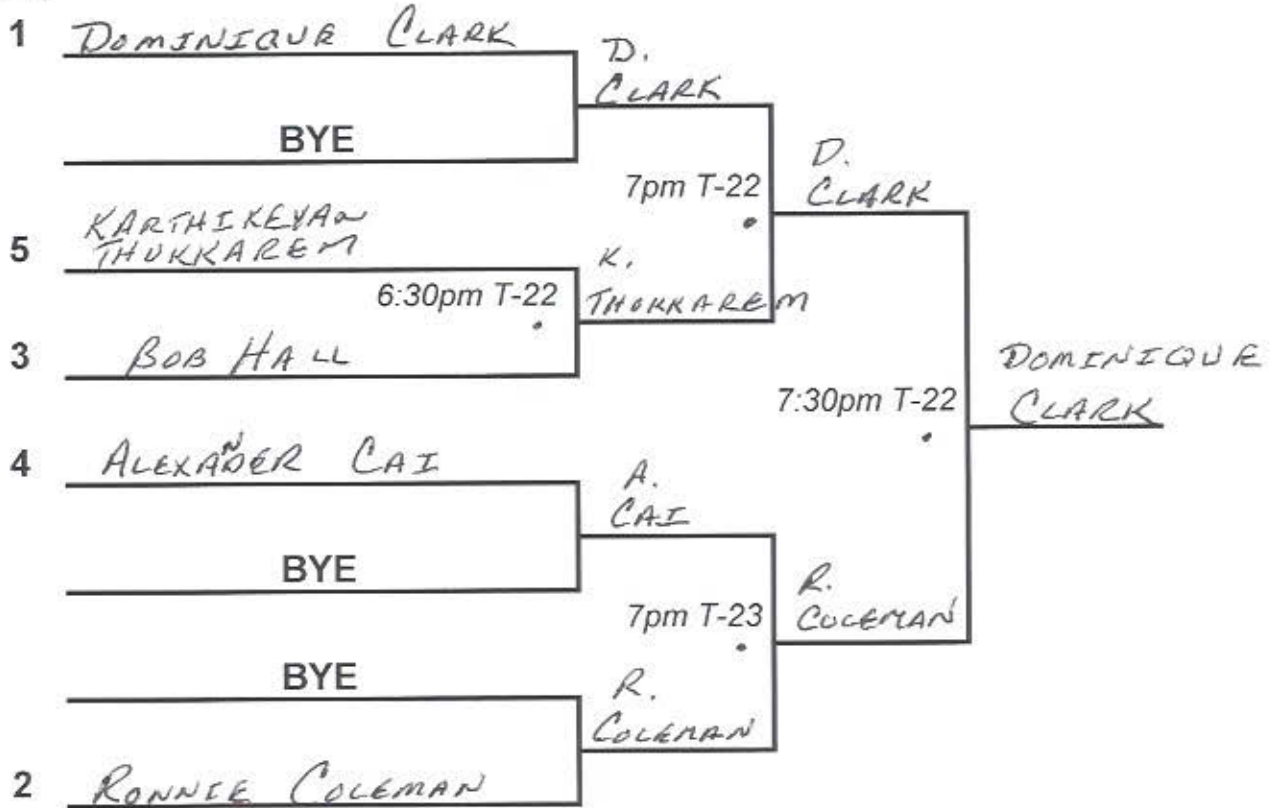 1 DOMINIQUE CLARK
D.
CLARK
BYE
7pm T-22
D.
CLARK
KARTHIKEYAN
5 THUKKAREM
6:30pm T-22
K.
THUKKAREM
3 BOB HALL
7:30pm T-22
DOMINIQUE
CLARK
4 ALEXANDER CAI
A.
CAI
BYE
7pm T-23
R.
COLEMAN
BYE
R.
COLEMAN
2 RONNIE COLEMAN